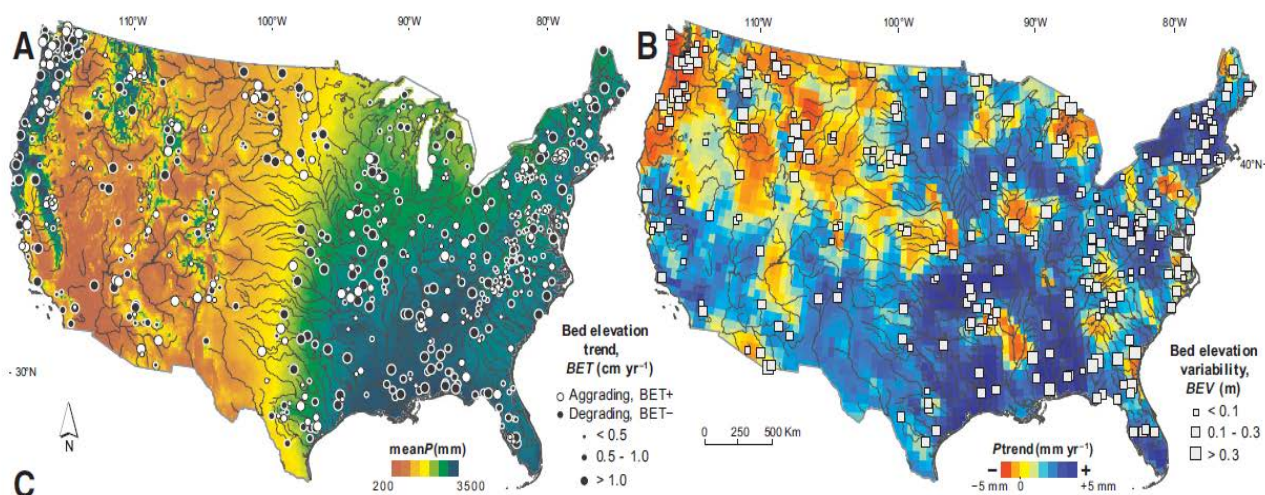 110°W 100°W 90°W 80°W
A
- 30°N
N
C
meanP(mm)
200 3500
Bed elevation
trend,
BET (cm yr⁻¹)
Aggrading, BET+
Degrading, BET−
< 0.5
0.5 - 1.0
> 1.0
110°W 100°W 90°W 80°W
B
40°N-
0 250 500 Km
Ptrend (mm yr⁻¹)
− +
−5 mm 0 +5 mm
Bed elevation
variability,
BEV (m)
< 0.1
0.1 - 0.3
> 0.3